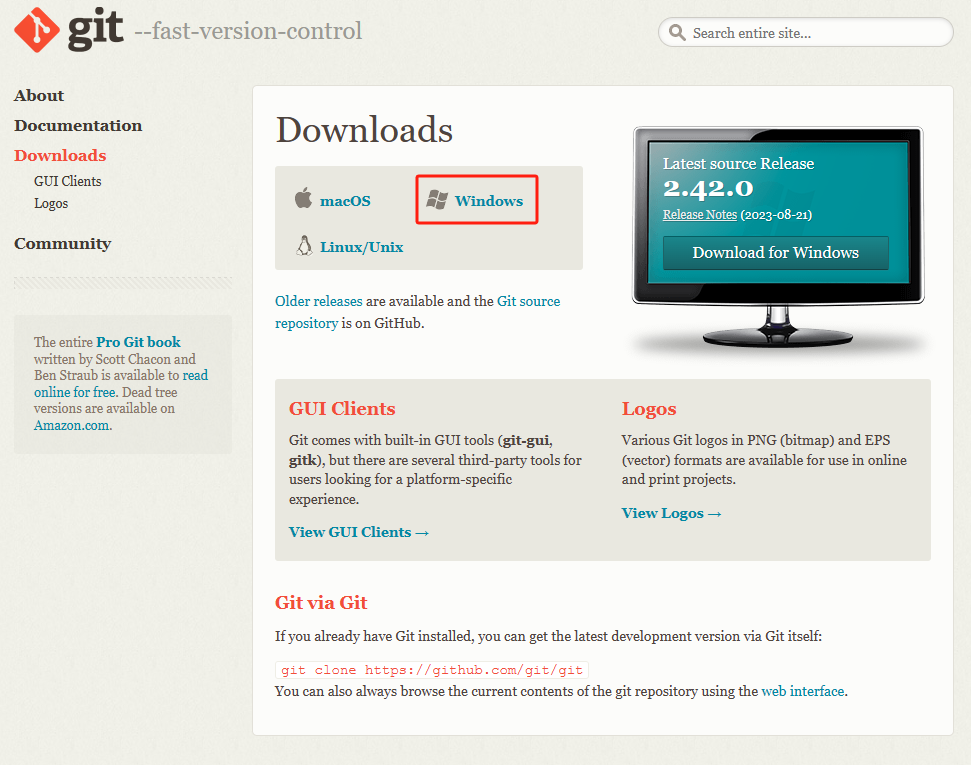 git --fast-version-control
Search entire site...
About
Documentation
Downloads
GUI Clients
Logos
Community
The entire Pro Git book
written by Scott Chacon and
Ben Straub is available to read
online for free. Dead tree
versions are available on
Amazon.com.
Downloads
macOS
Windows
Linux/Unix
Older releases are available and the Git source
repository is on GitHub.
Latest source Release
2.42.0
Release Notes (2023-08-21)
Download for Windows
GUI Clients
Git comes with built-in GUI tools (git-gui,
gitk), but there are several third-party tools for
users looking for a platform-specific
experience.
View GUI Clients →
Logos
Various Git logos in PNG (bitmap) and EPS
(vector) formats are available for use in online
and print projects.
View Logos →
Git via Git
If you already have Git installed, you can get the latest development version via Git itself:
git clone https://github.com/git/git
You can also always browse the current contents of the git repository using the web interface.